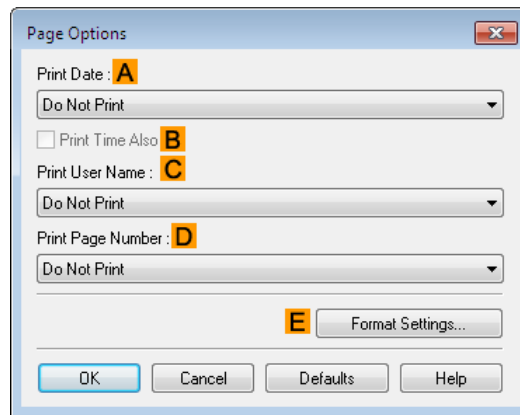 Page Options
Print Date : A
Do Not Print
Print Time Also B
Print User Name : C
Do Not Print
Print Page Number : D
Do Not Print
E Format Settings...
OK Cancel Defaults Help